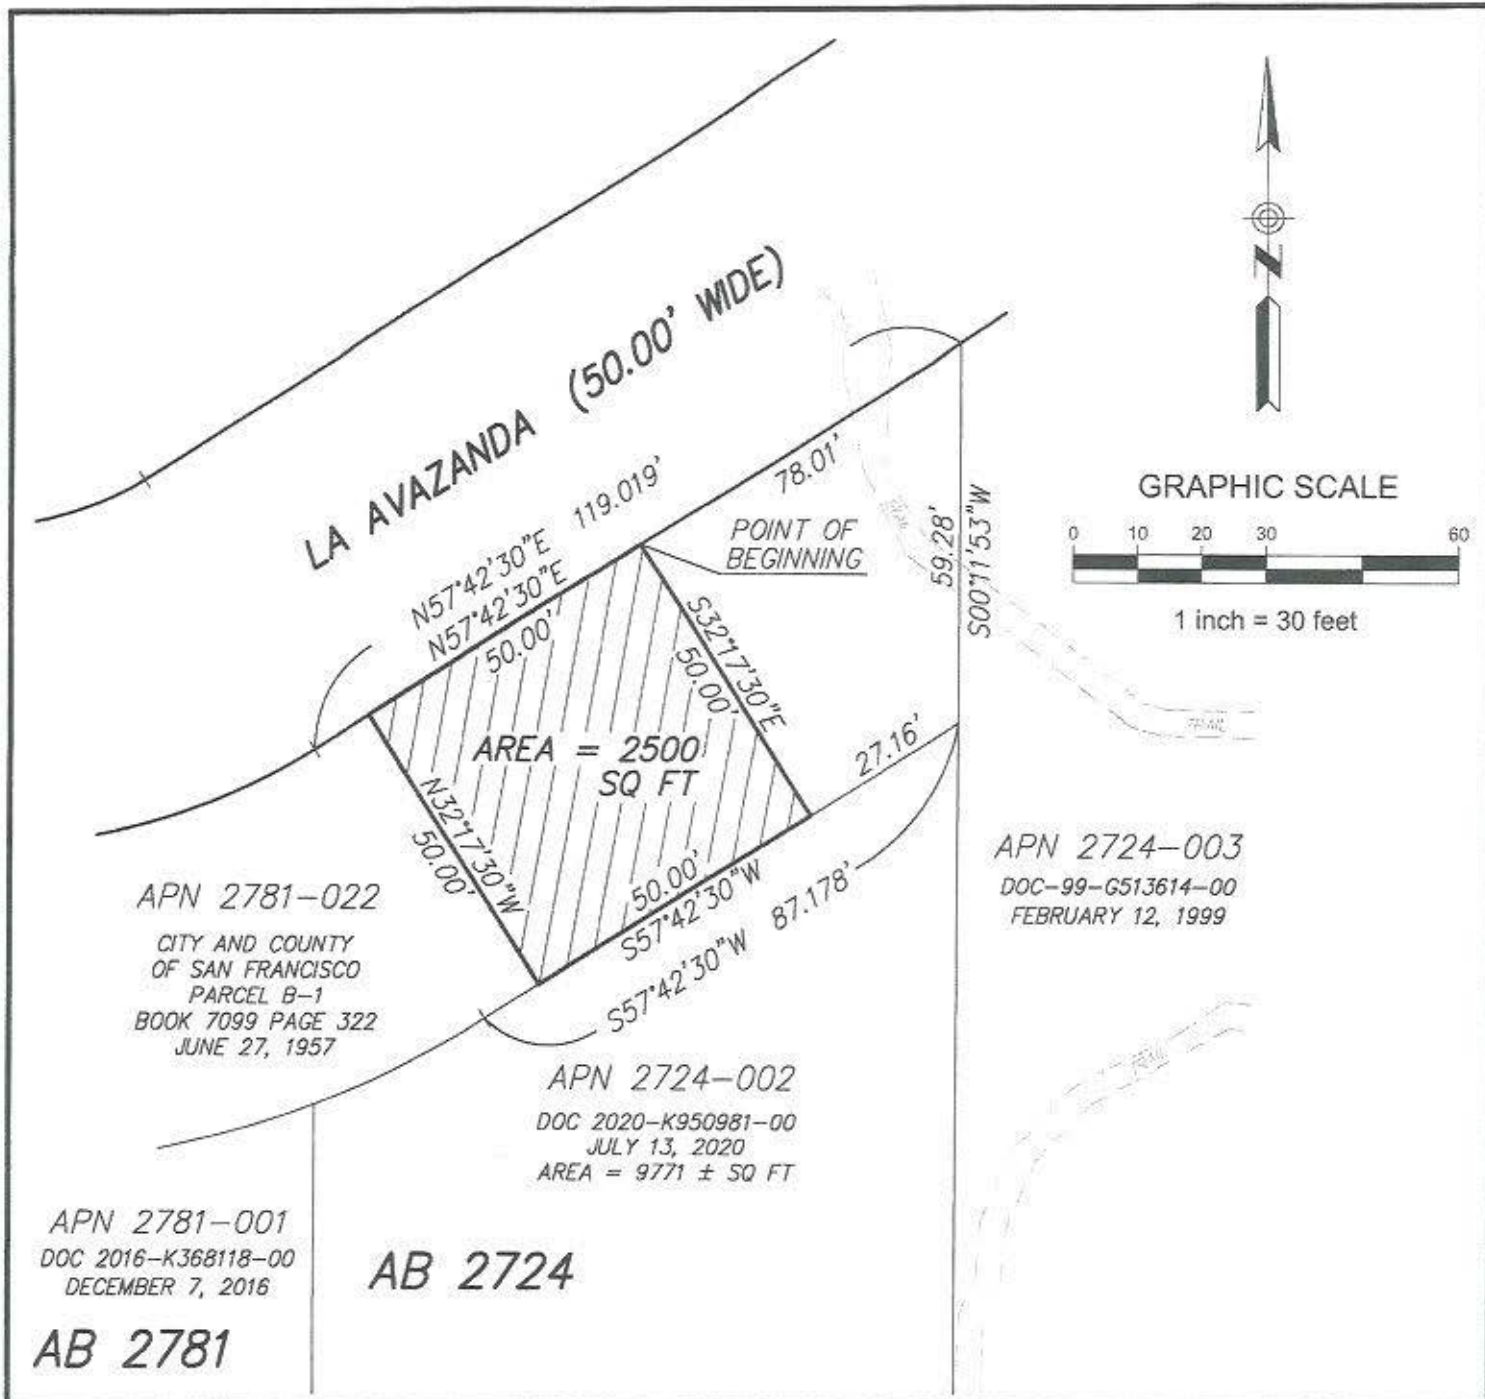 LA AVAZANDA (50.00' WIDE)
N
GRAPHIC SCALE
0 10 20 30 60
1 inch = 30 feet
N57°42'30"E 119.019'
N57°42'30"E
50.00'
78.01'
POINT OF
BEGINNING
59.28'
S00°11'53"W
S32°17'30"E
50.00'
AREA = 2500
SQ FT
N32°17'30"W
50.00'
50.00'
S57°42'30"W
27.16'
S57°42'30"W 87.178'
TRAIL
TRAIL
TRAIL
APN 2781-022
CITY AND COUNTY
OF SAN FRANCISCO
PARCEL B-1
BOOK 7099 PAGE 322
JUNE 27, 1957
APN 2724-003
DOC-99-G513614-00
FEBRUARY 12, 1999
APN 2724-002
DOC 2020-K950981-00
JULY 13, 2020
AREA = 9771 ± SQ FT
APN 2781-001
DOC 2016-K368118-00
DECEMBER 7, 2016
AB 2724
AB 2781